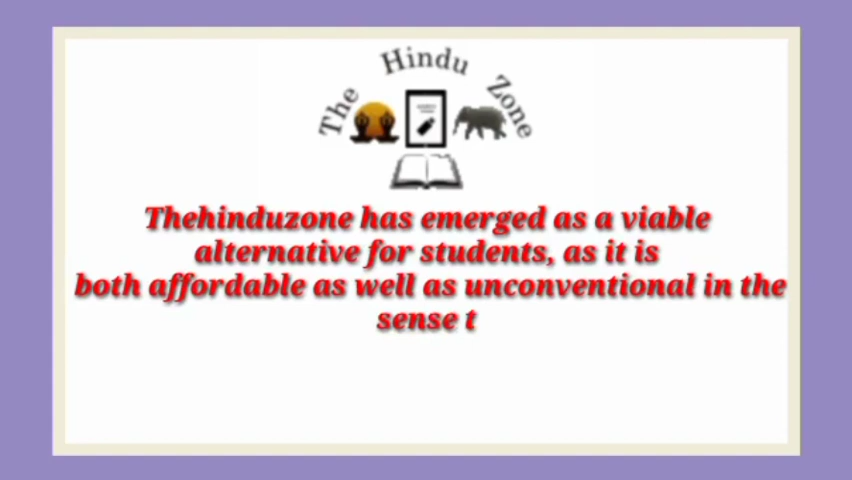 The Hindu Zone
Thehinduzone has emerged as a viable
alternative for students, as it is
both affordable as well as unconventional in the
sense t